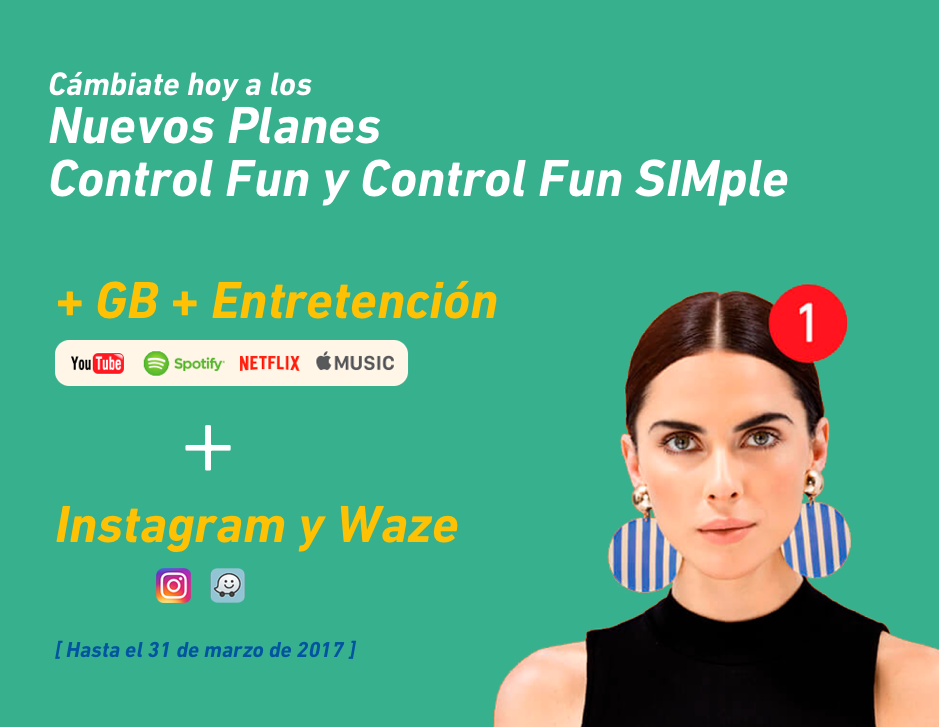 Cámbiate hoy a los
Nuevos Planes
Control Fun y Control Fun SIMple
+ GB + Entretención
YouTube Spotify NETFLIX MUSIC
+
Instagram y Waze
[ Hasta el 31 de marzo de 2017 ]
1